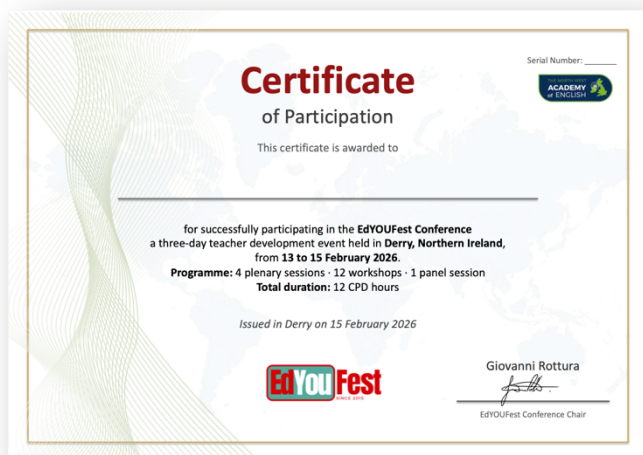 Serial Number: _______
THE NORTH WEST
ACADEMY
of ENGLISH
Certificate
of Participation
This certificate is awarded to
for successfully participating in the EdYOUFest Conference
a three-day teacher development event held in Derry, Northern Ireland,
from 13 to 15 February 2026.
Programme: 4 plenary sessions · 12 workshops · 1 panel session
Total duration: 12 CPD hours
Issued in Derry on 15 February 2026
EdYouFest
SINCE 2015
Giovanni Rottura
EdYOUFest Conference Chair